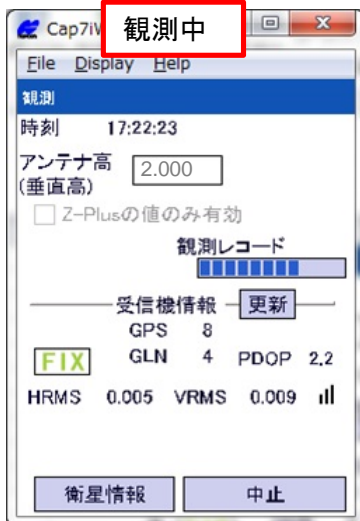 Cap7iW
観測中
File Display Help
観測
時刻 17:22:23
アンテナ高 2.000
(垂直高)
Z-Plusの値のみ有効
観測レコード
受信機情報 更新
GPS 8
FIX GLN 4 PDOP 2.2
HRMS 0.005 VRMS 0.009
衛星情報 中止